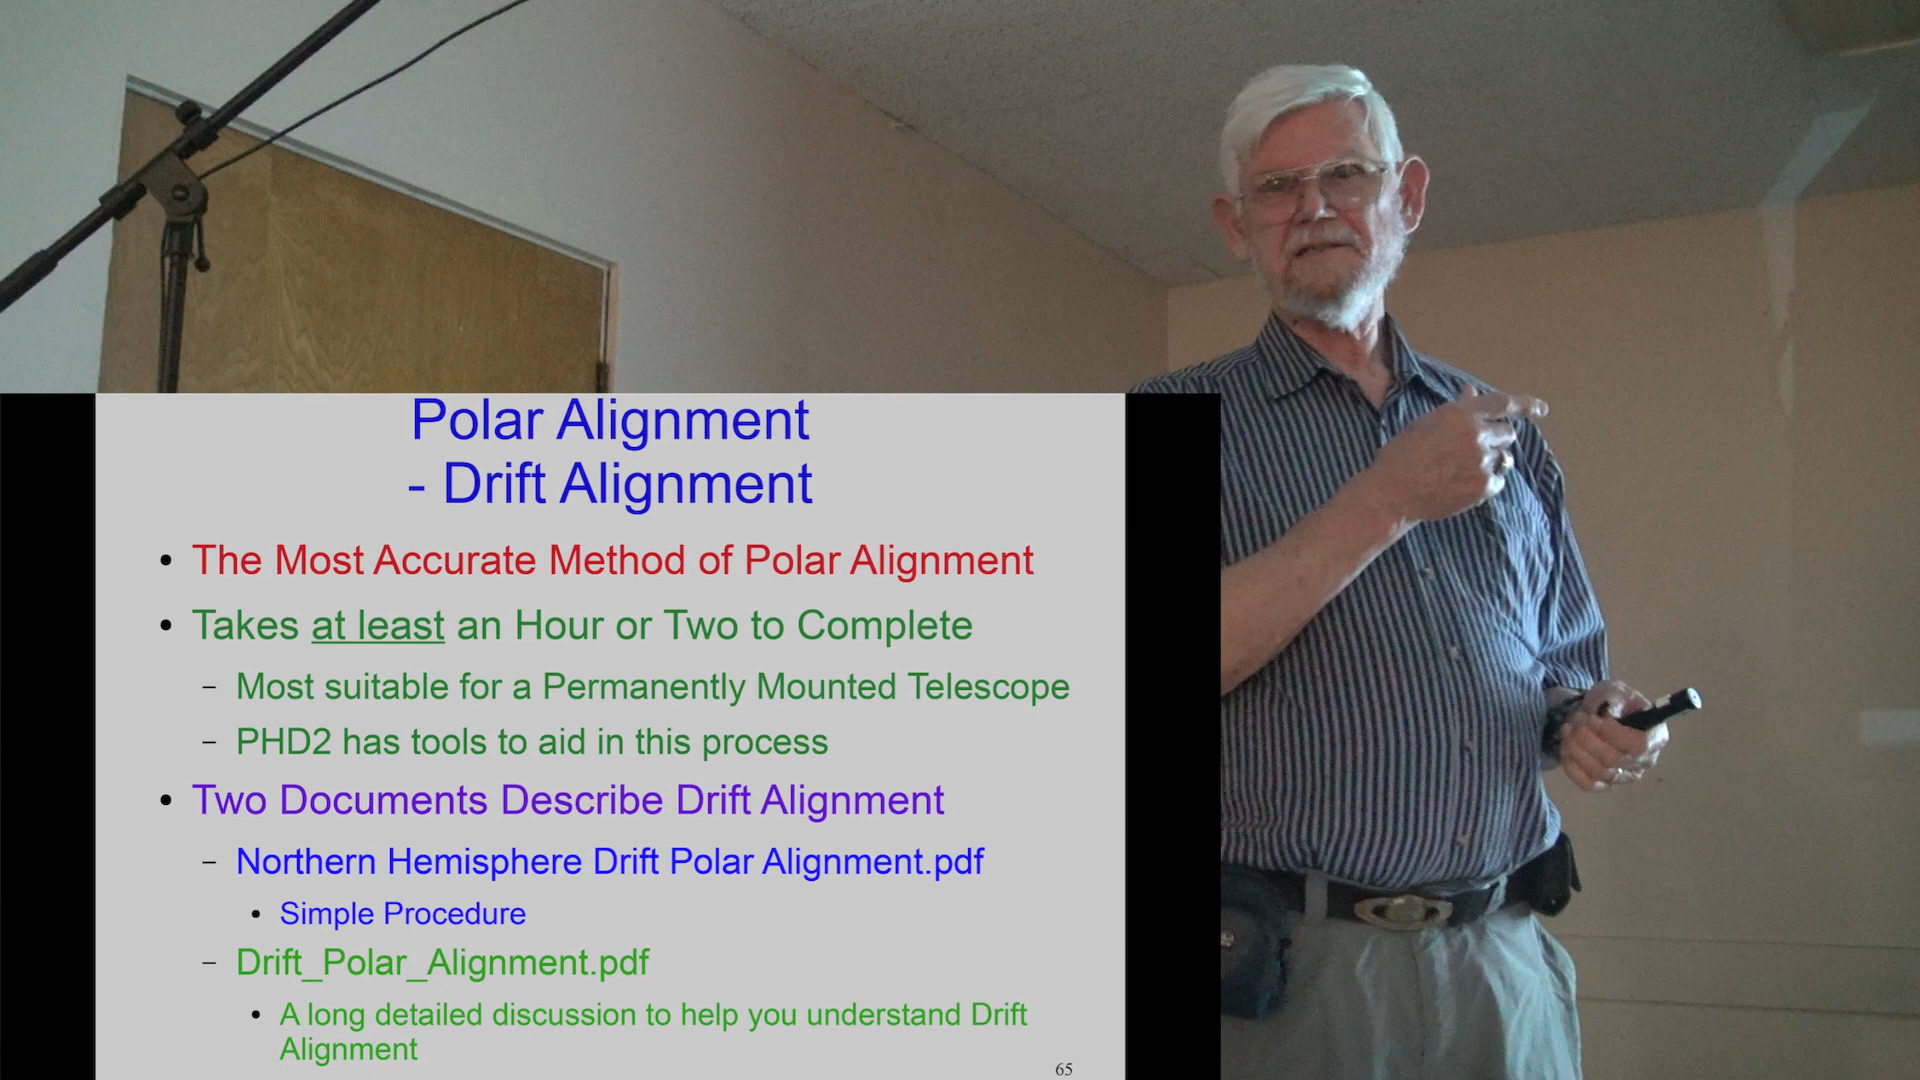 Polar Alignment
- Drift Alignment
• The Most Accurate Method of Polar Alignment
• Takes at least an Hour or Two to Complete
– Most suitable for a Permanently Mounted Telescope
– PHD2 has tools to aid in this process
• Two Documents Describe Drift Alignment
– Northern Hemisphere Drift Polar Alignment.pdf
• Simple Procedure
– Drift_Polar_Alignment.pdf
• A long detailed discussion to help you understand Drift
Alignment
65